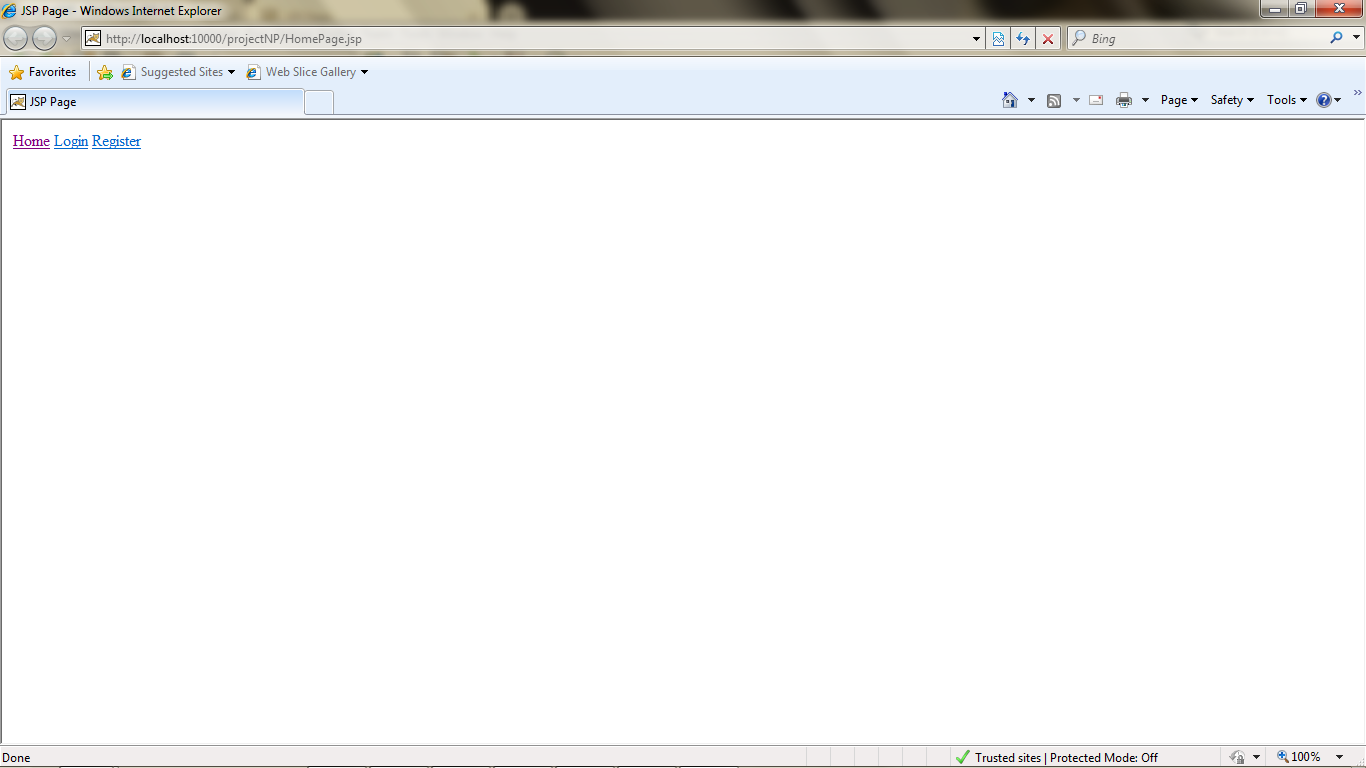 JSP Page - Windows Internet Explorer
http://localhost:10000/projectNP/HomePage.jsp
Bing
Favorites Suggested Sites Web Slice Gallery
JSP Page
Page Safety Tools
Home Login Register
Done
Trusted sites | Protected Mode: Off
100%